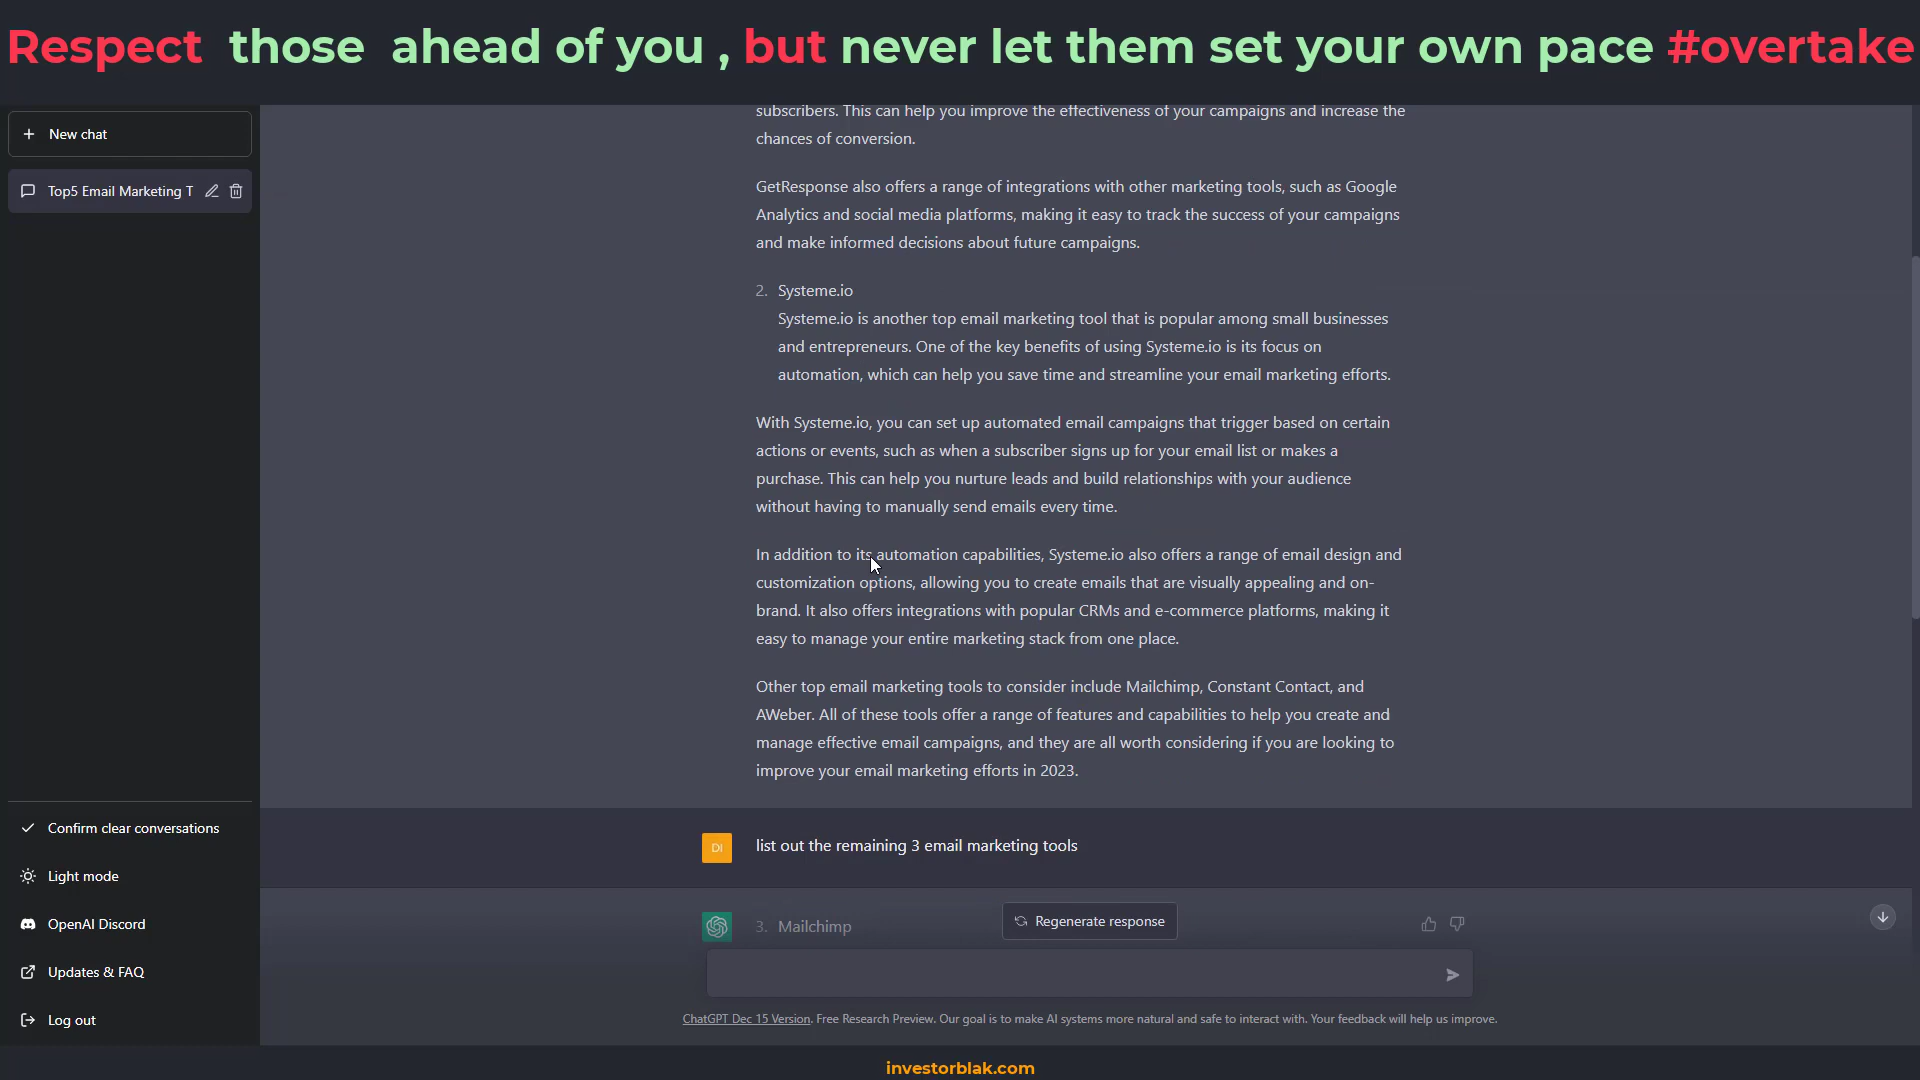 Respect those ahead of you , but never let them set your own pace #overtake
New chat
Top5 Email Marketing T
subscribers. This can help you improve the effectiveness of your campaigns and increase the
chances of conversion.
GetResponse also offers a range of integrations with other marketing tools, such as Google
Analytics and social media platforms, making it easy to track the success of your campaigns
and make informed decisions about future campaigns.
2. Systeme.io
Systeme.io is another top email marketing tool that is popular among small businesses
and entrepreneurs. One of the key benefits of using Systeme.io is its focus on
automation, which can help you save time and streamline your email marketing efforts.
With Systeme.io, you can set up automated email campaigns that trigger based on certain
actions or events, such as when a subscriber signs up for your email list or makes a
purchase. This can help you nurture leads and build relationships with your audience
without having to manually send emails every time.
In addition to its automation capabilities, Systeme.io also offers a range of email design and
customization options, allowing you to create emails that are visually appealing and on-
brand. It also offers integrations with popular CRMs and e-commerce platforms, making it
easy to manage your entire marketing stack from one place.
Other top email marketing tools to consider include Mailchimp, Constant Contact, and
AWeber. All of these tools offer a range of features and capabilities to help you create and
manage effective email campaigns, and they are all worth considering if you are looking to
improve your email marketing efforts in 2023.
DI
list out the remaining 3 email marketing tools
3. Mailchimp
Regenerate response
ChatGPT Dec 15 Version. Free Research Preview. Our goal is to make AI systems more natural and safe to interact with. Your feedback will help us improve.
Confirm clear conversations
Light mode
OpenAI Discord
Updates & FAQ
Log out
investorblak.com